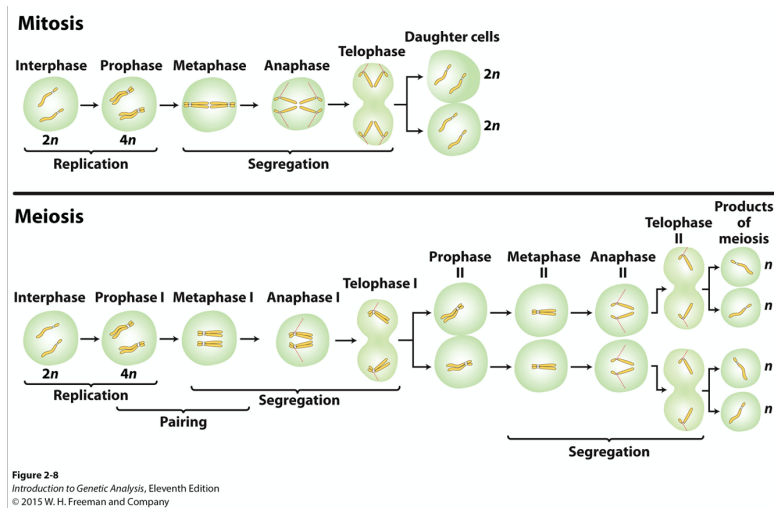 Mitosis
Interphase
Prophase
Metaphase
Anaphase
Telophase
Daughter cells
2n
2n
2n
4n
Replication
Segregation
Meiosis
Interphase
Prophase I
Metaphase I
Anaphase I
Telophase I
Prophase
II
Metaphase
II
Anaphase
II
Telophase
II
Products
of
meiosis
n
n
n
n
2n
4n
Replication
Pairing
Segregation
Segregation
Figure 2-8
Introduction to Genetic Analysis, Eleventh Edition
© 2015 W. H. Freeman and Company